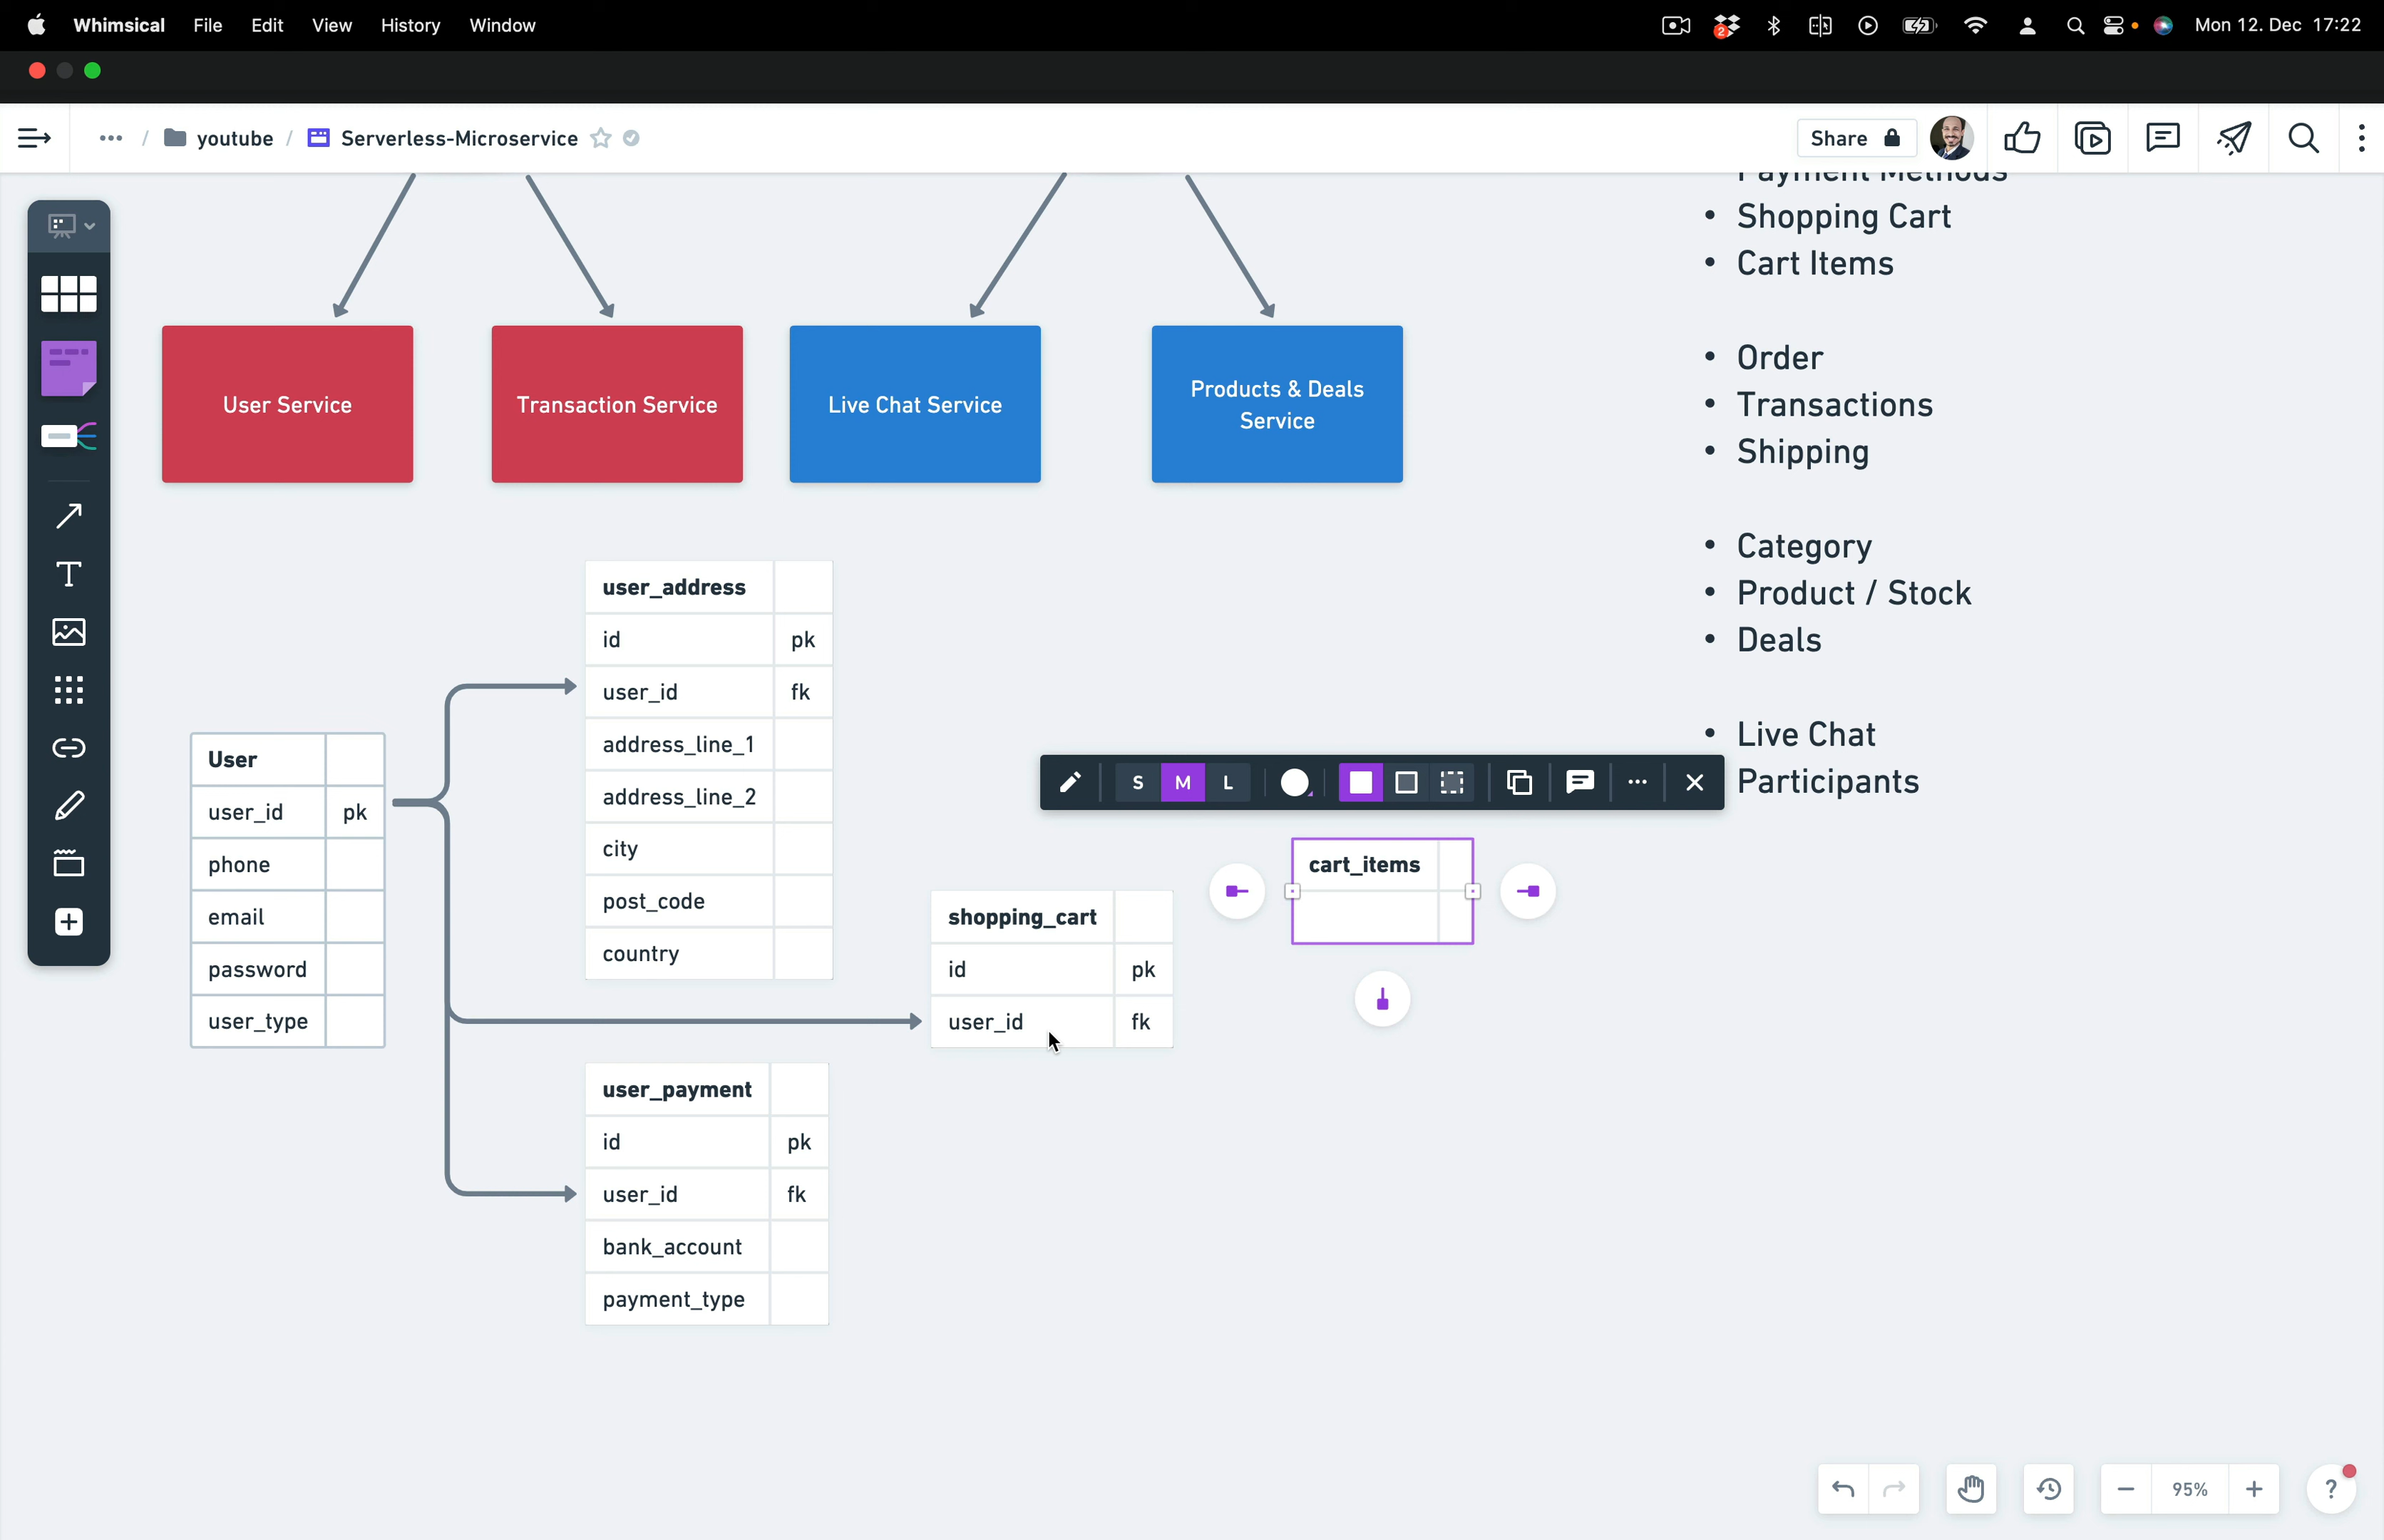 Whimsical File Edit View History Window
2
Mon 12. Dec 17:22
••• / youtube / Serverless-Microservice
Share
Payment Methods
• Shopping Cart
• Cart Items
• Order
• Transactions
• Shipping
• Category
• Product / Stock
• Deals
• Live Chat
Participants
User Service
Transaction Service
Live Chat Service
Products & Deals
Service
T
user_address
id pk
user_id fk
address_line_1
address_line_2
city
post_code
country
User
user_id pk
phone
email
password
user_type
S M L
cart_items
shopping_cart
id pk
user_id fk
user_payment
id pk
user_id fk
bank_account
payment_type
95%
?